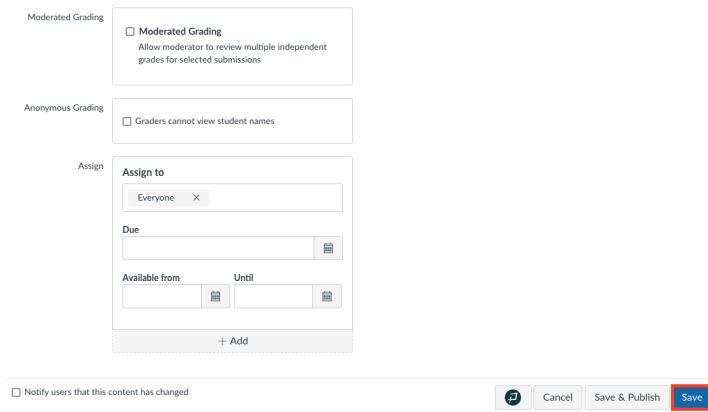 Moderated Grading
Moderated Grading
Allow moderator to review multiple independent
grades for selected submissions
Anonymous Grading
Graders cannot view student names
Assign
Assign to
Everyone
Due
Available from
Until
+ Add
Notify users that this content has changed
Cancel
Save & Publish
Save